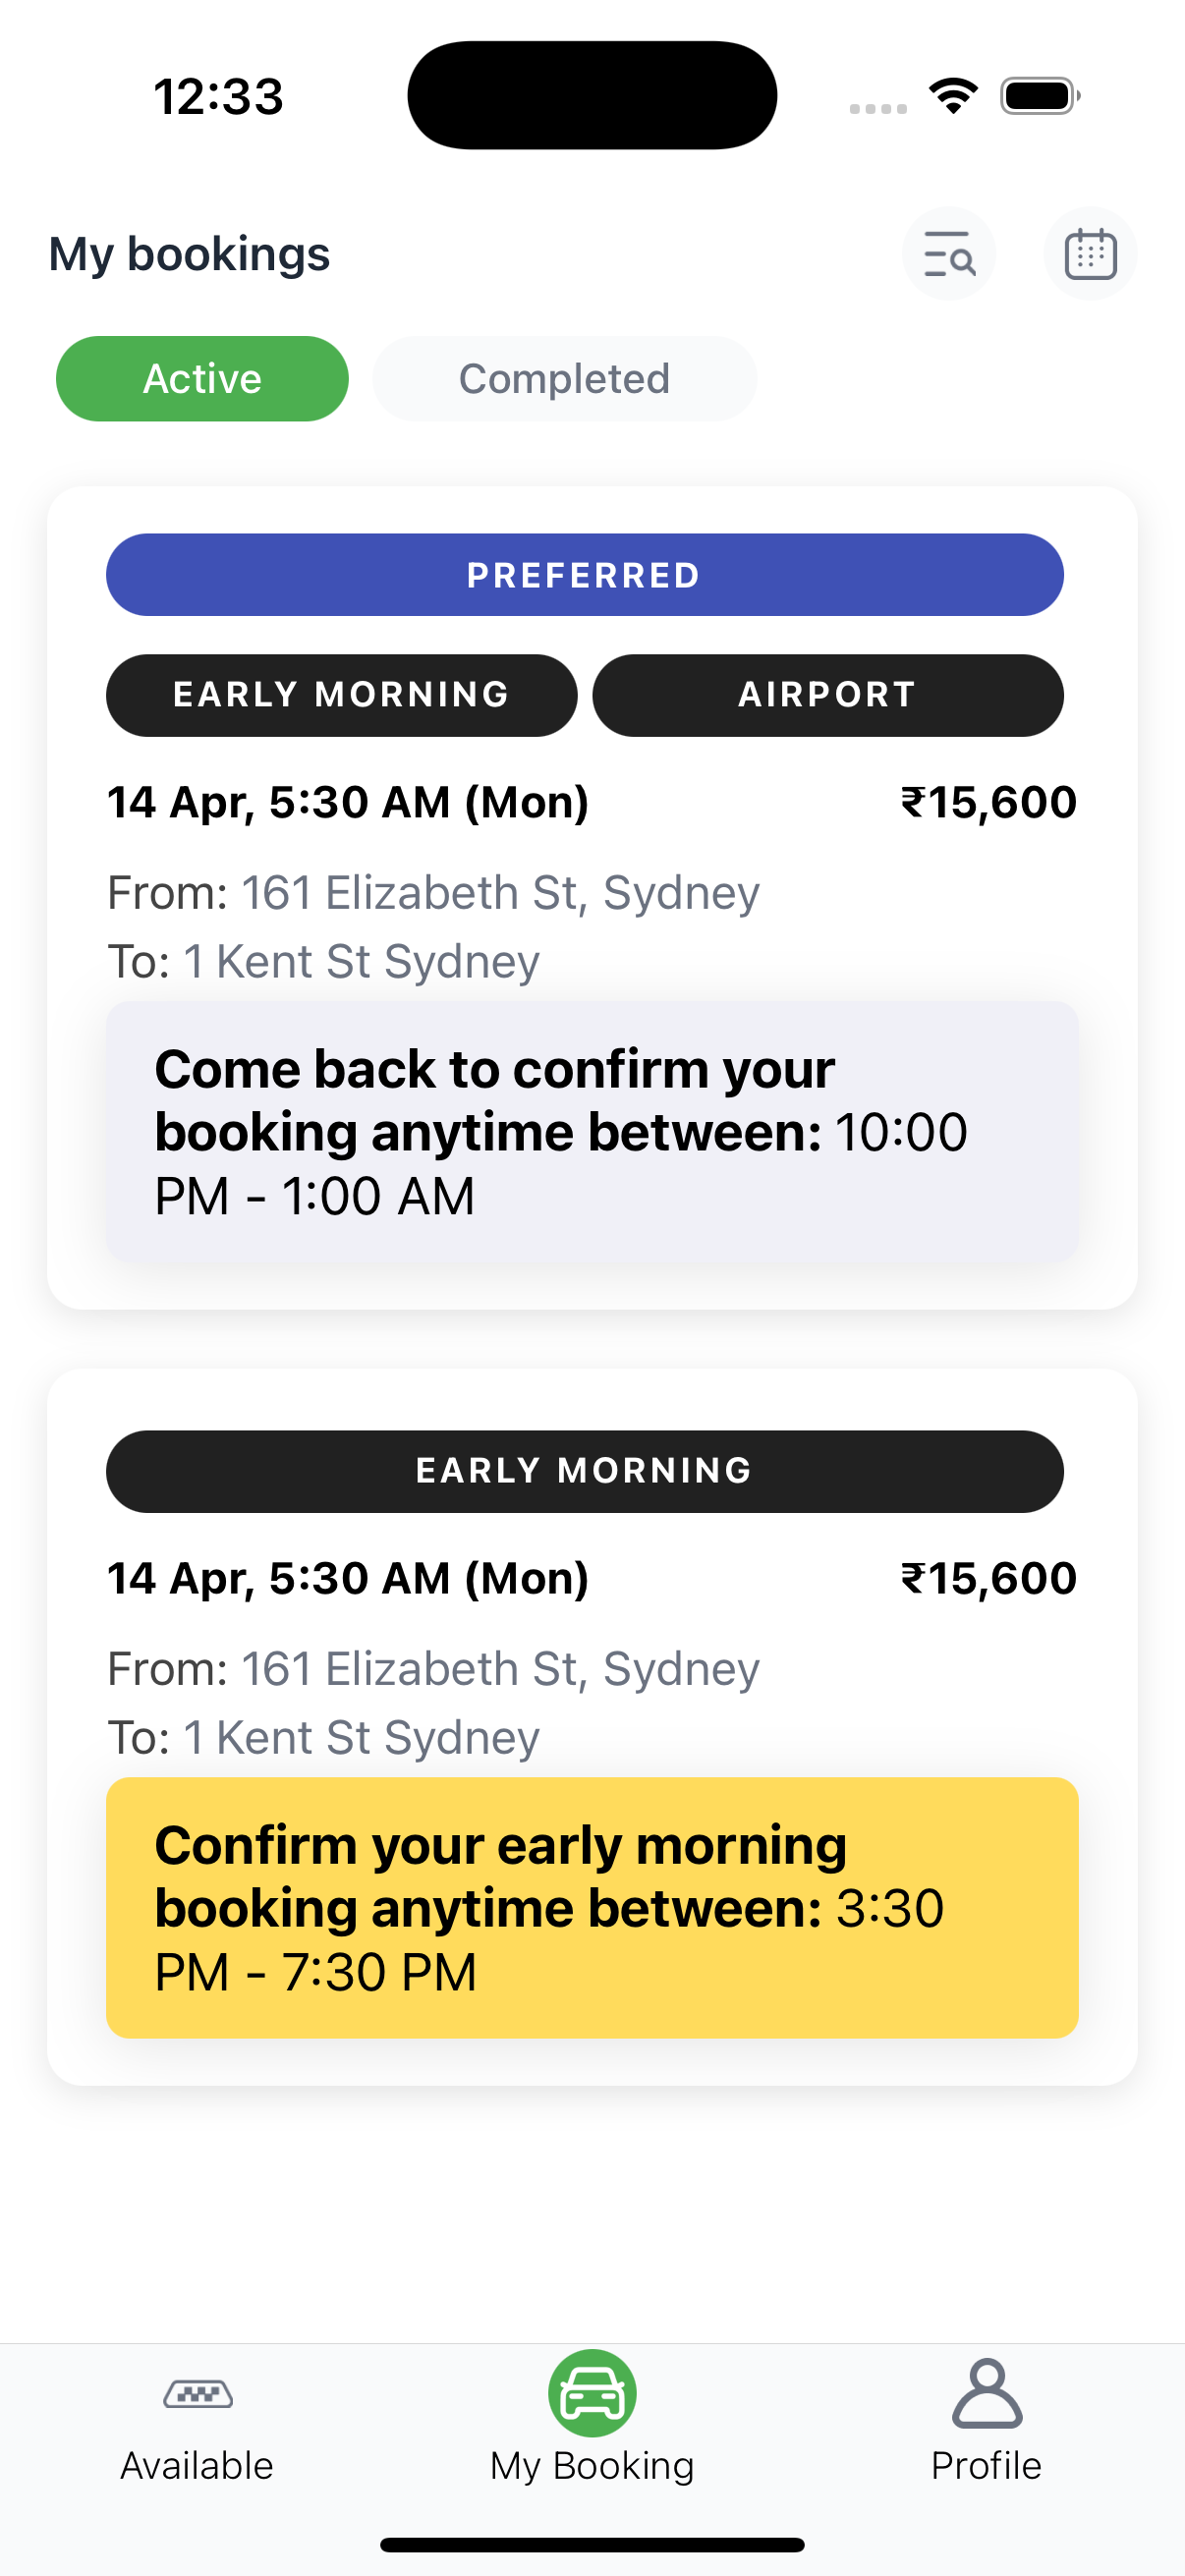 12:33
My bookings
Active
Completed
PREFERRED
EARLY MORNING
AIRPORT
14 Apr, 5:30 AM (Mon)
₹15,600
From: 161 Elizabeth St, Sydney
To: 1 Kent St Sydney
Come back to confirm your
booking anytime between: 10:00
PM - 1:00 AM
EARLY MORNING
14 Apr, 5:30 AM (Mon)
₹15,600
From: 161 Elizabeth St, Sydney
To: 1 Kent St Sydney
Confirm your early morning
booking anytime between: 3:30
PM - 7:30 PM
Available
My Booking
Profile